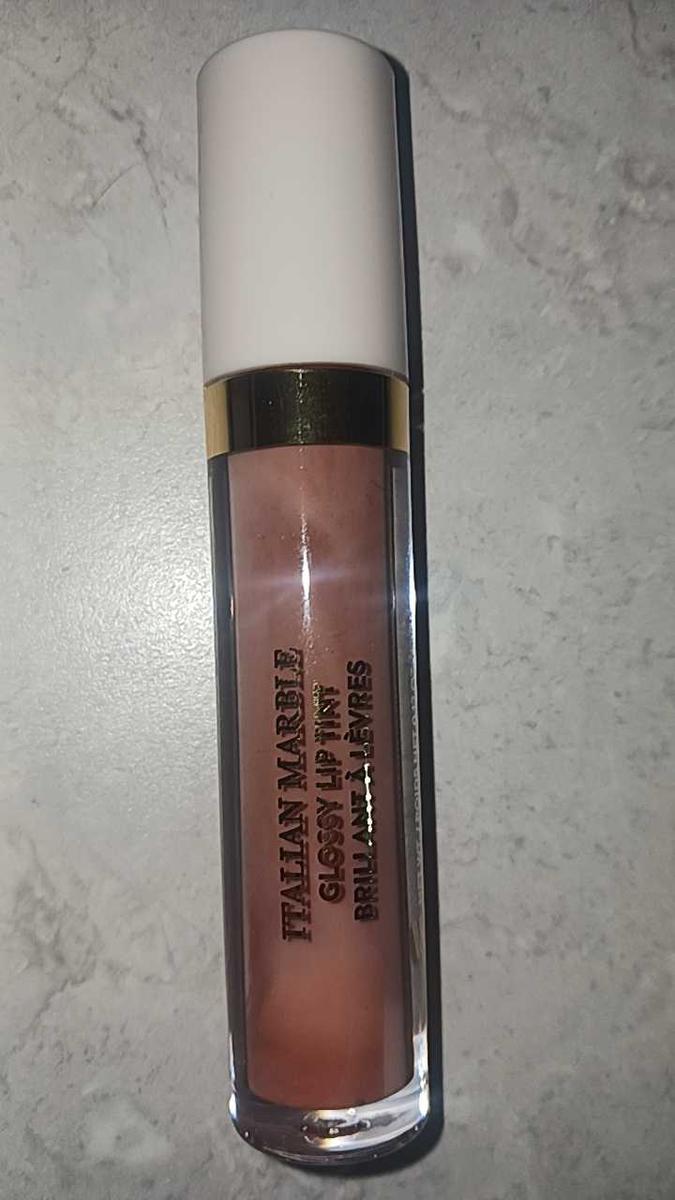 ITALIAN MARBLE
GLOSSY LIP TINT
BRILLANT À LÈVRES